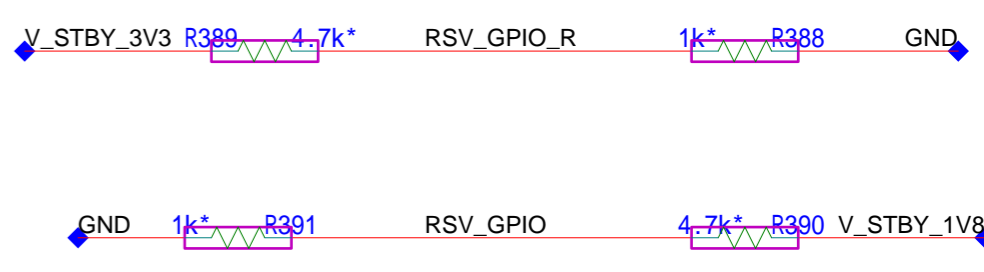 V_STBY_3V3 R389 4.7k* RSV_GPIO_R 1k* R388 GND
GND 1k* R391 RSV_GPIO 4.7k* R390 V_STBY_1V8